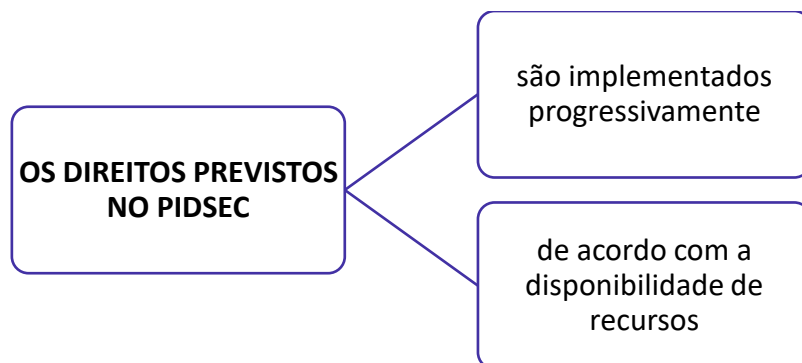 OS DIREITOS PREVISTOS
NO PIDSEC
são implementados
progressivamente
de acordo com a
disponibilidade de
recursos